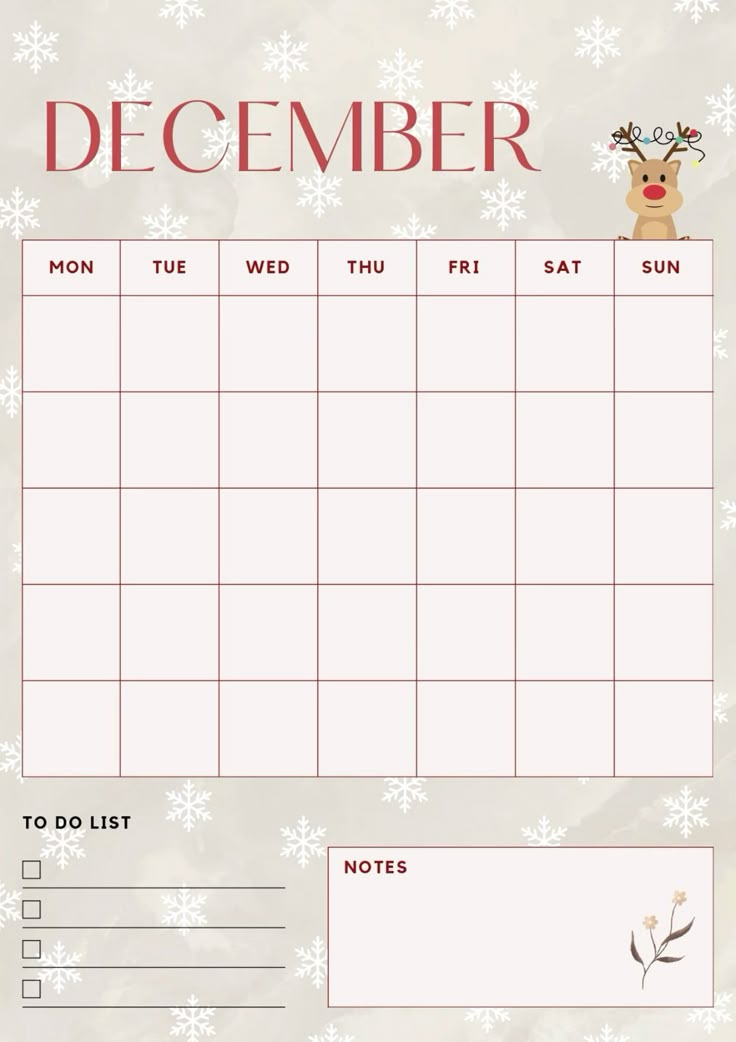 DECEMBER
MON TUE WED THU FRI SAT SUN
TO DO LIST
NOTES